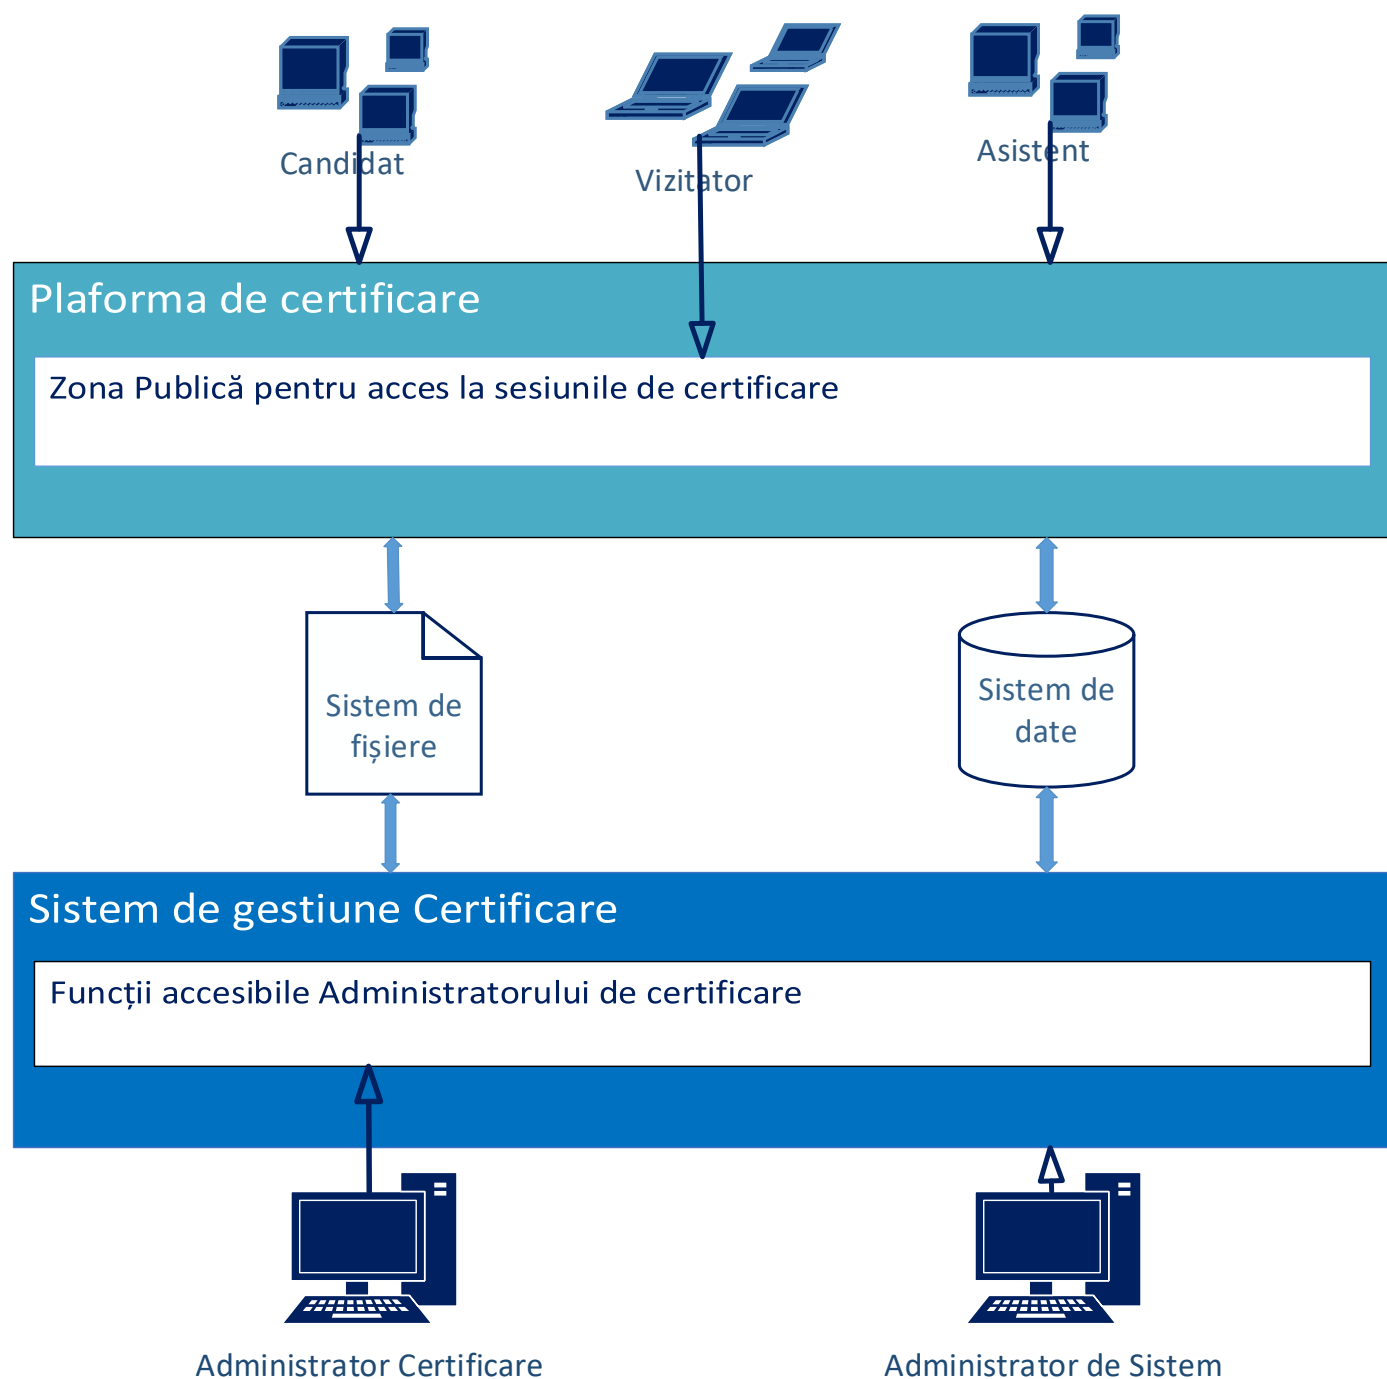 Candidat
Vizitator
Asistent
Plaforma de certificare
Zona Publică pentru acces la sesiunile de certificare
Sistem de
fișiere
Sistem de
date
Sistem de gestiune Certificare
Funcții accesibile Administratorului de certificare
Administrator Certificare
Administrator de Sistem